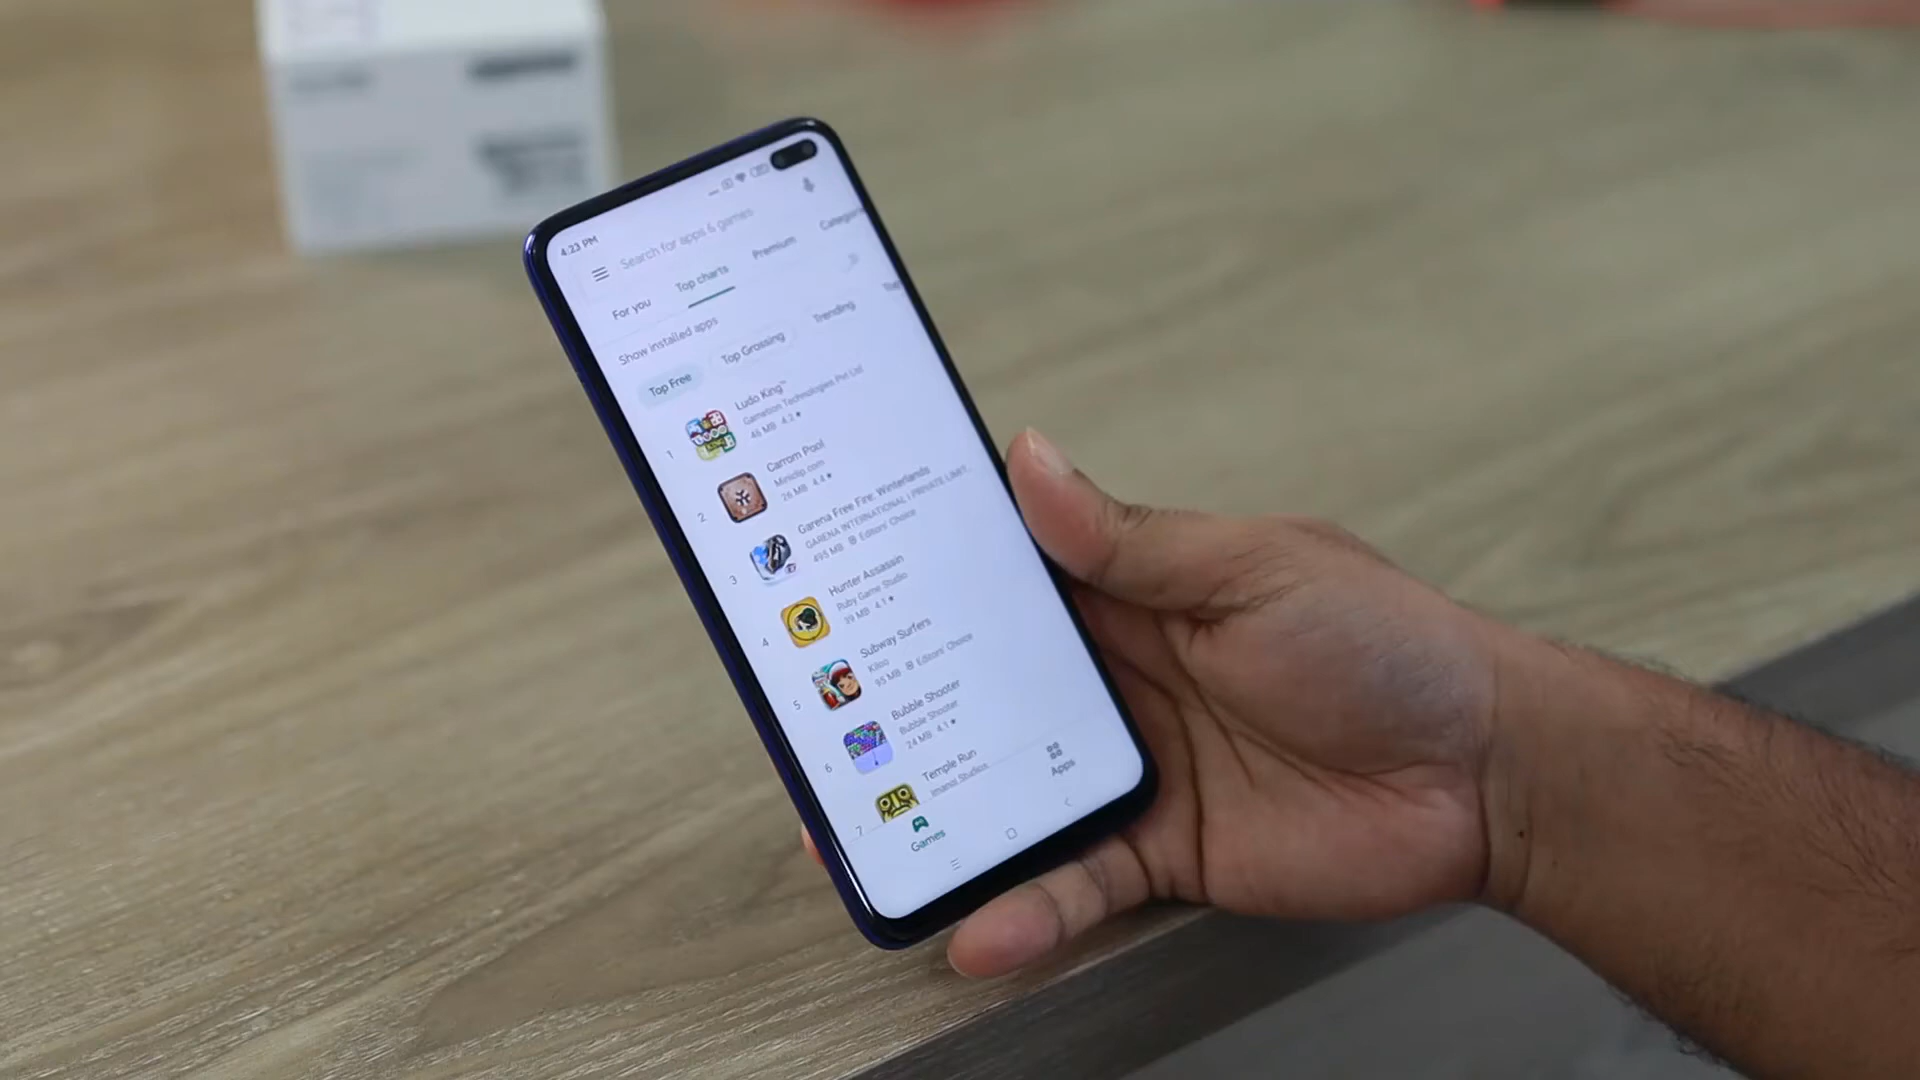 4:23 PM
Search for apps & games
For you
Top charts
Premium
Categori
Show installed apps
Top Free
Top Grossing
Trending
1
Ludo King™
Gametion Technologies Pvt Ltd
46 MB 4.2★
2
Carrom Pool
Miniclip.com
26 MB 4.4★
3
Garena Free Fire: Winterlands
GARENA INTERNATIONAL I PRIVATE LIMIT...
495 MB Editors' Choice
4
Hunter Assassin
Ruby Game Studio
39 MB 4.1★
5
Subway Surfers
Kiloo
95 MB Editors' Choice
6
Bubble Shooter
Bubble Shooter
24 MB 4.1★
7
Temple Run
Imangi Studios
Games
Apps